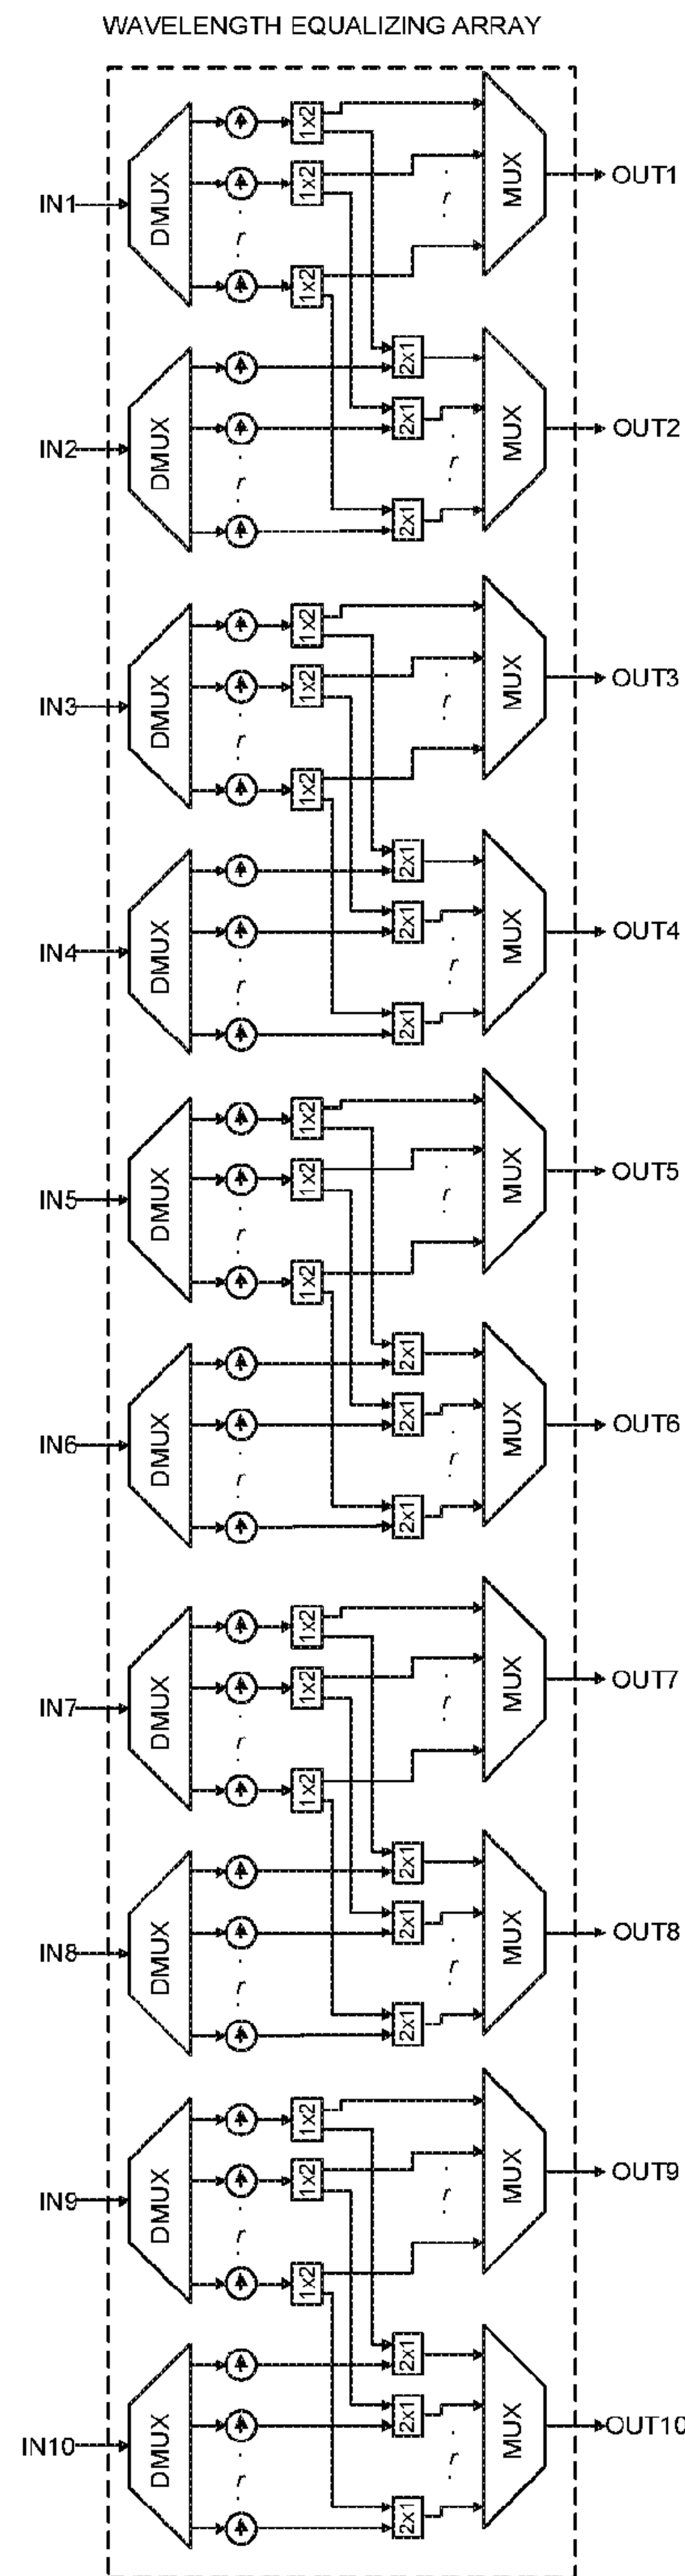 WAVELENGTH EQUALIZING ARRAY
IN1
DMUX
r
1x2
1x2
1x2
r
MUX
OUT1
IN2
DMUX
r
2x1
2x1
2x1
r
MUX
OUT2
IN3
DMUX
r
1x2
1x2
1x2
r
MUX
OUT3
IN4
DMUX
r
2x1
2x1
2x1
r
MUX
OUT4
IN5
DMUX
r
1x2
1x2
1x2
r
MUX
OUT5
IN6
DMUX
r
2x1
2x1
2x1
r
MUX
OUT6
IN7
DMUX
r
1x2
1x2
1x2
r
MUX
OUT7
IN8
DMUX
r
2x1
2x1
2x1
r
MUX
OUT8
IN9
DMUX
r
1x2
1x2
1x2
r
MUX
OUT9
IN10
DMUX
r
2x1
2x1
2x1
r
MUX
OUT10